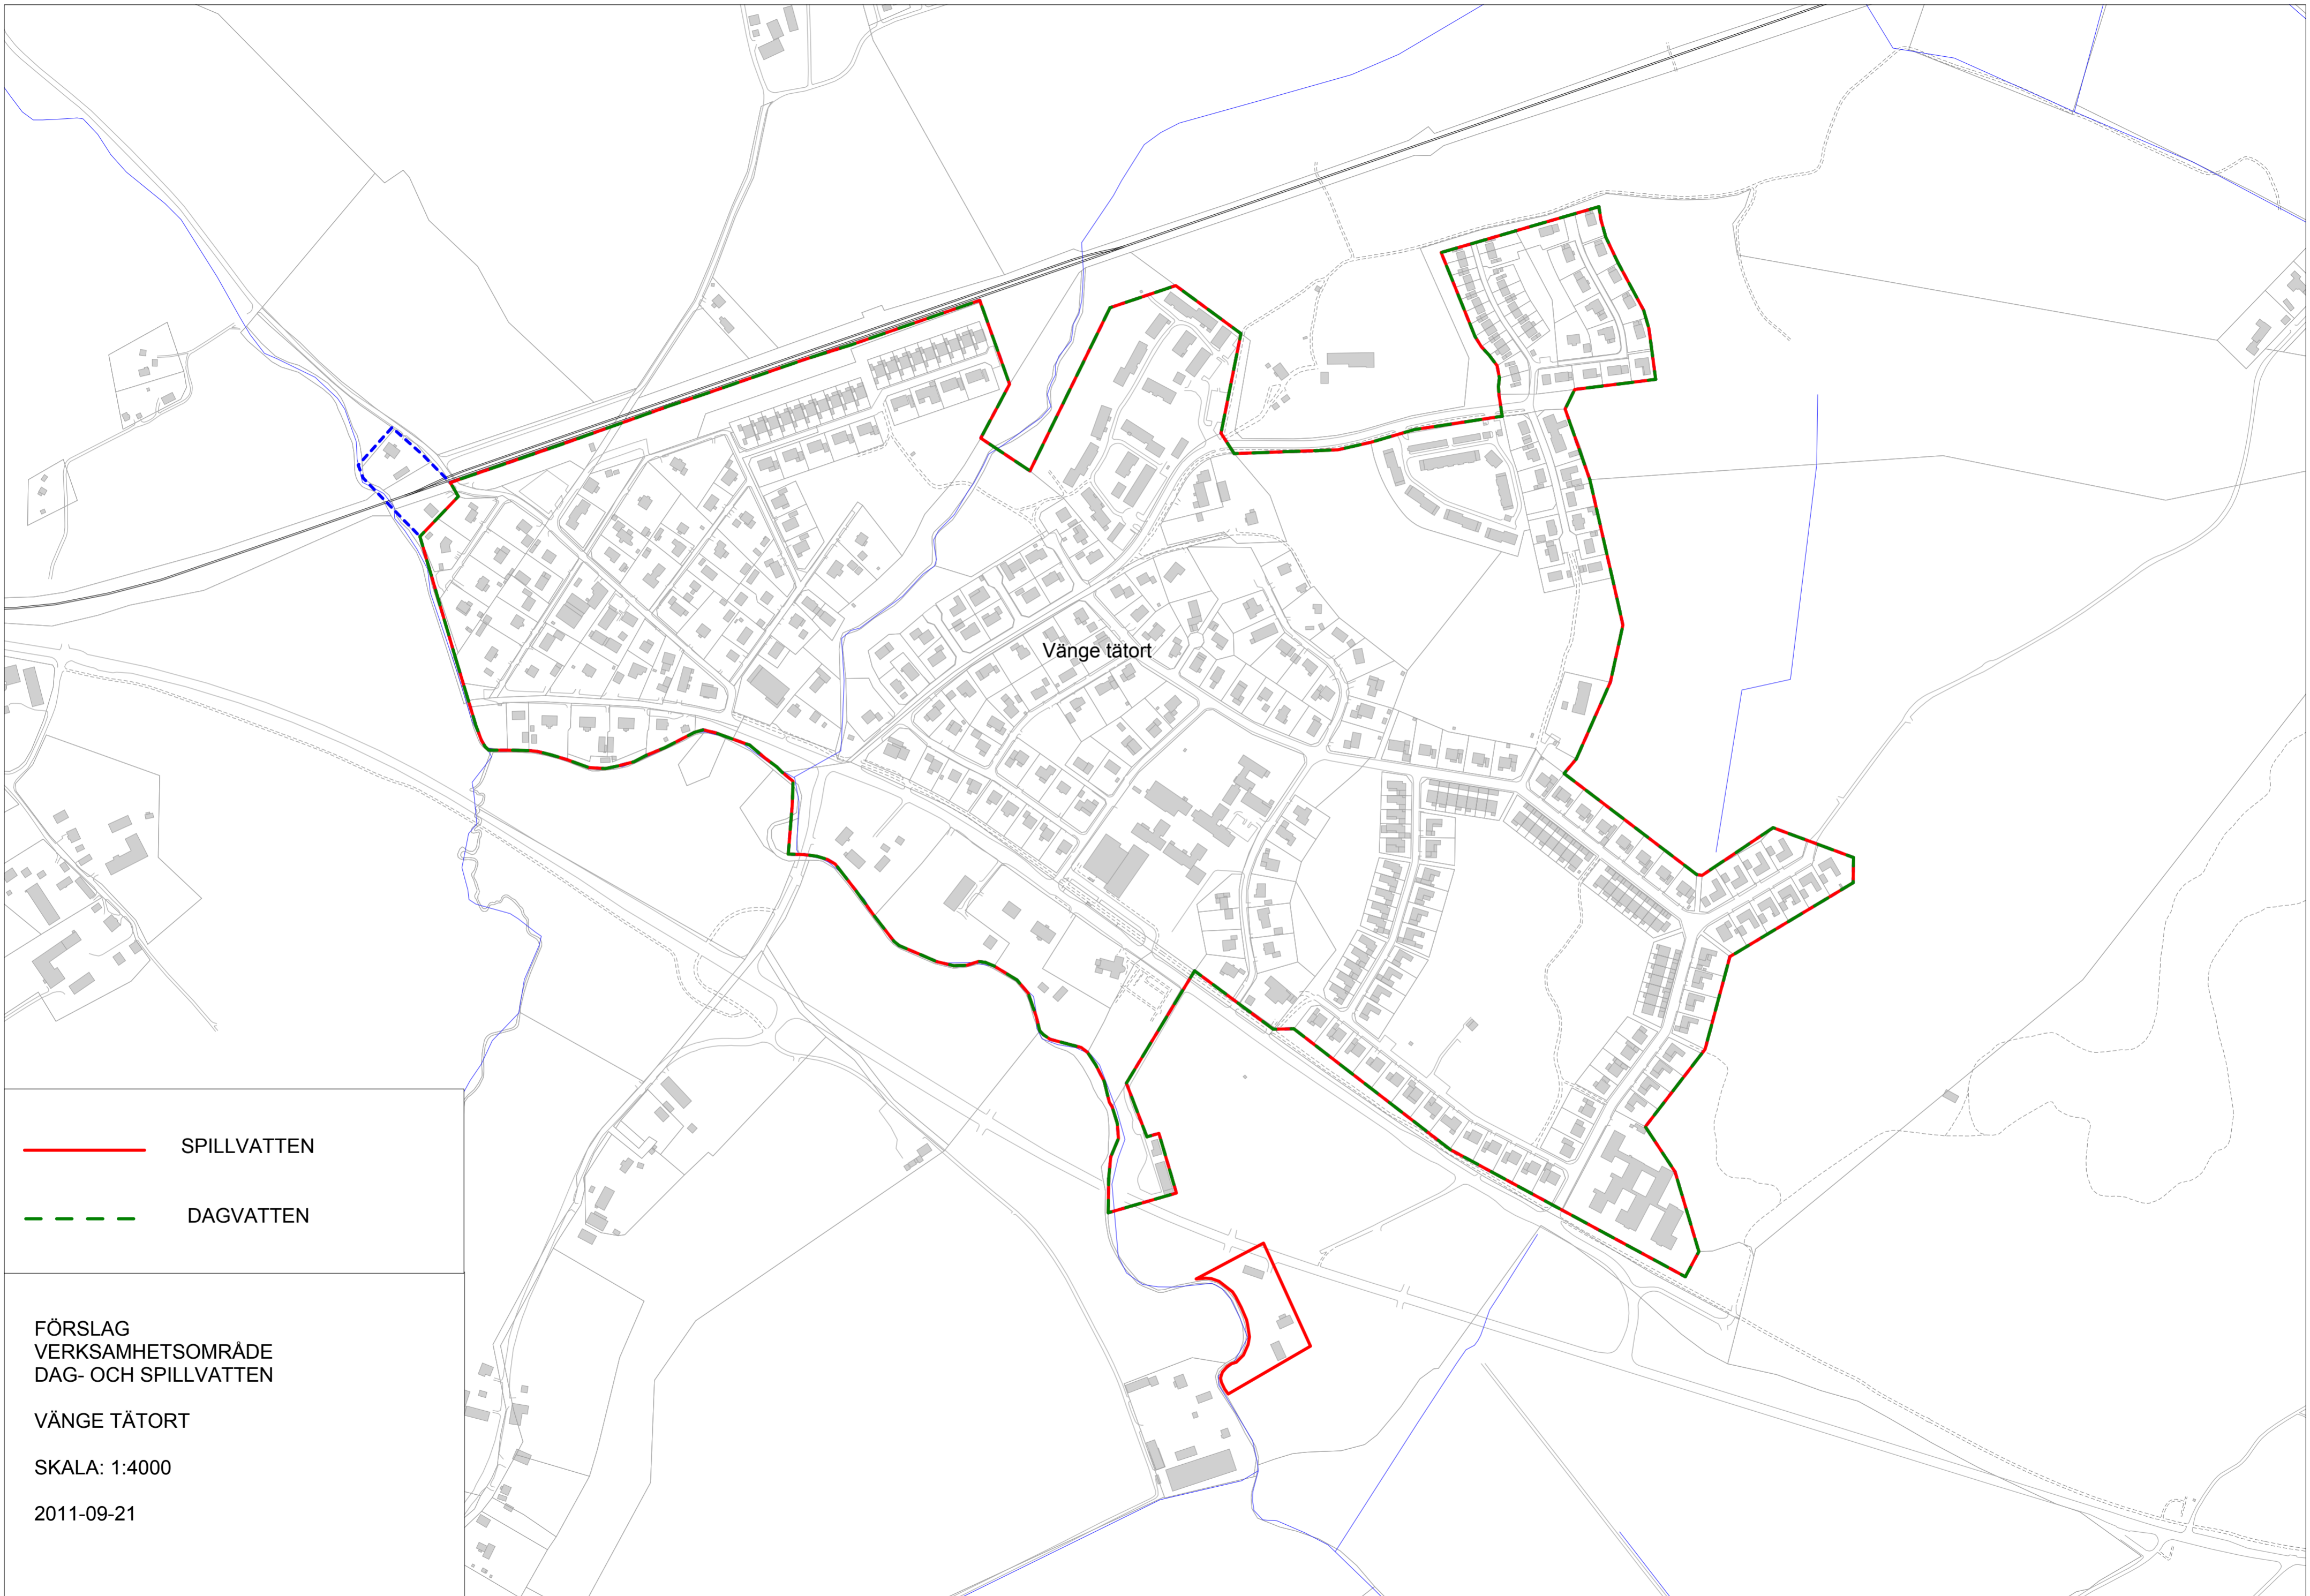 Vänge tätort
SPILLVATTEN
DAGVATTEN
FÖRSLAG
VERKSAMHETSOMRÅDE
DAG- OCH SPILLVATTEN
VÄNGE TÄTORT
SKALA: 1:4000
2011-09-21